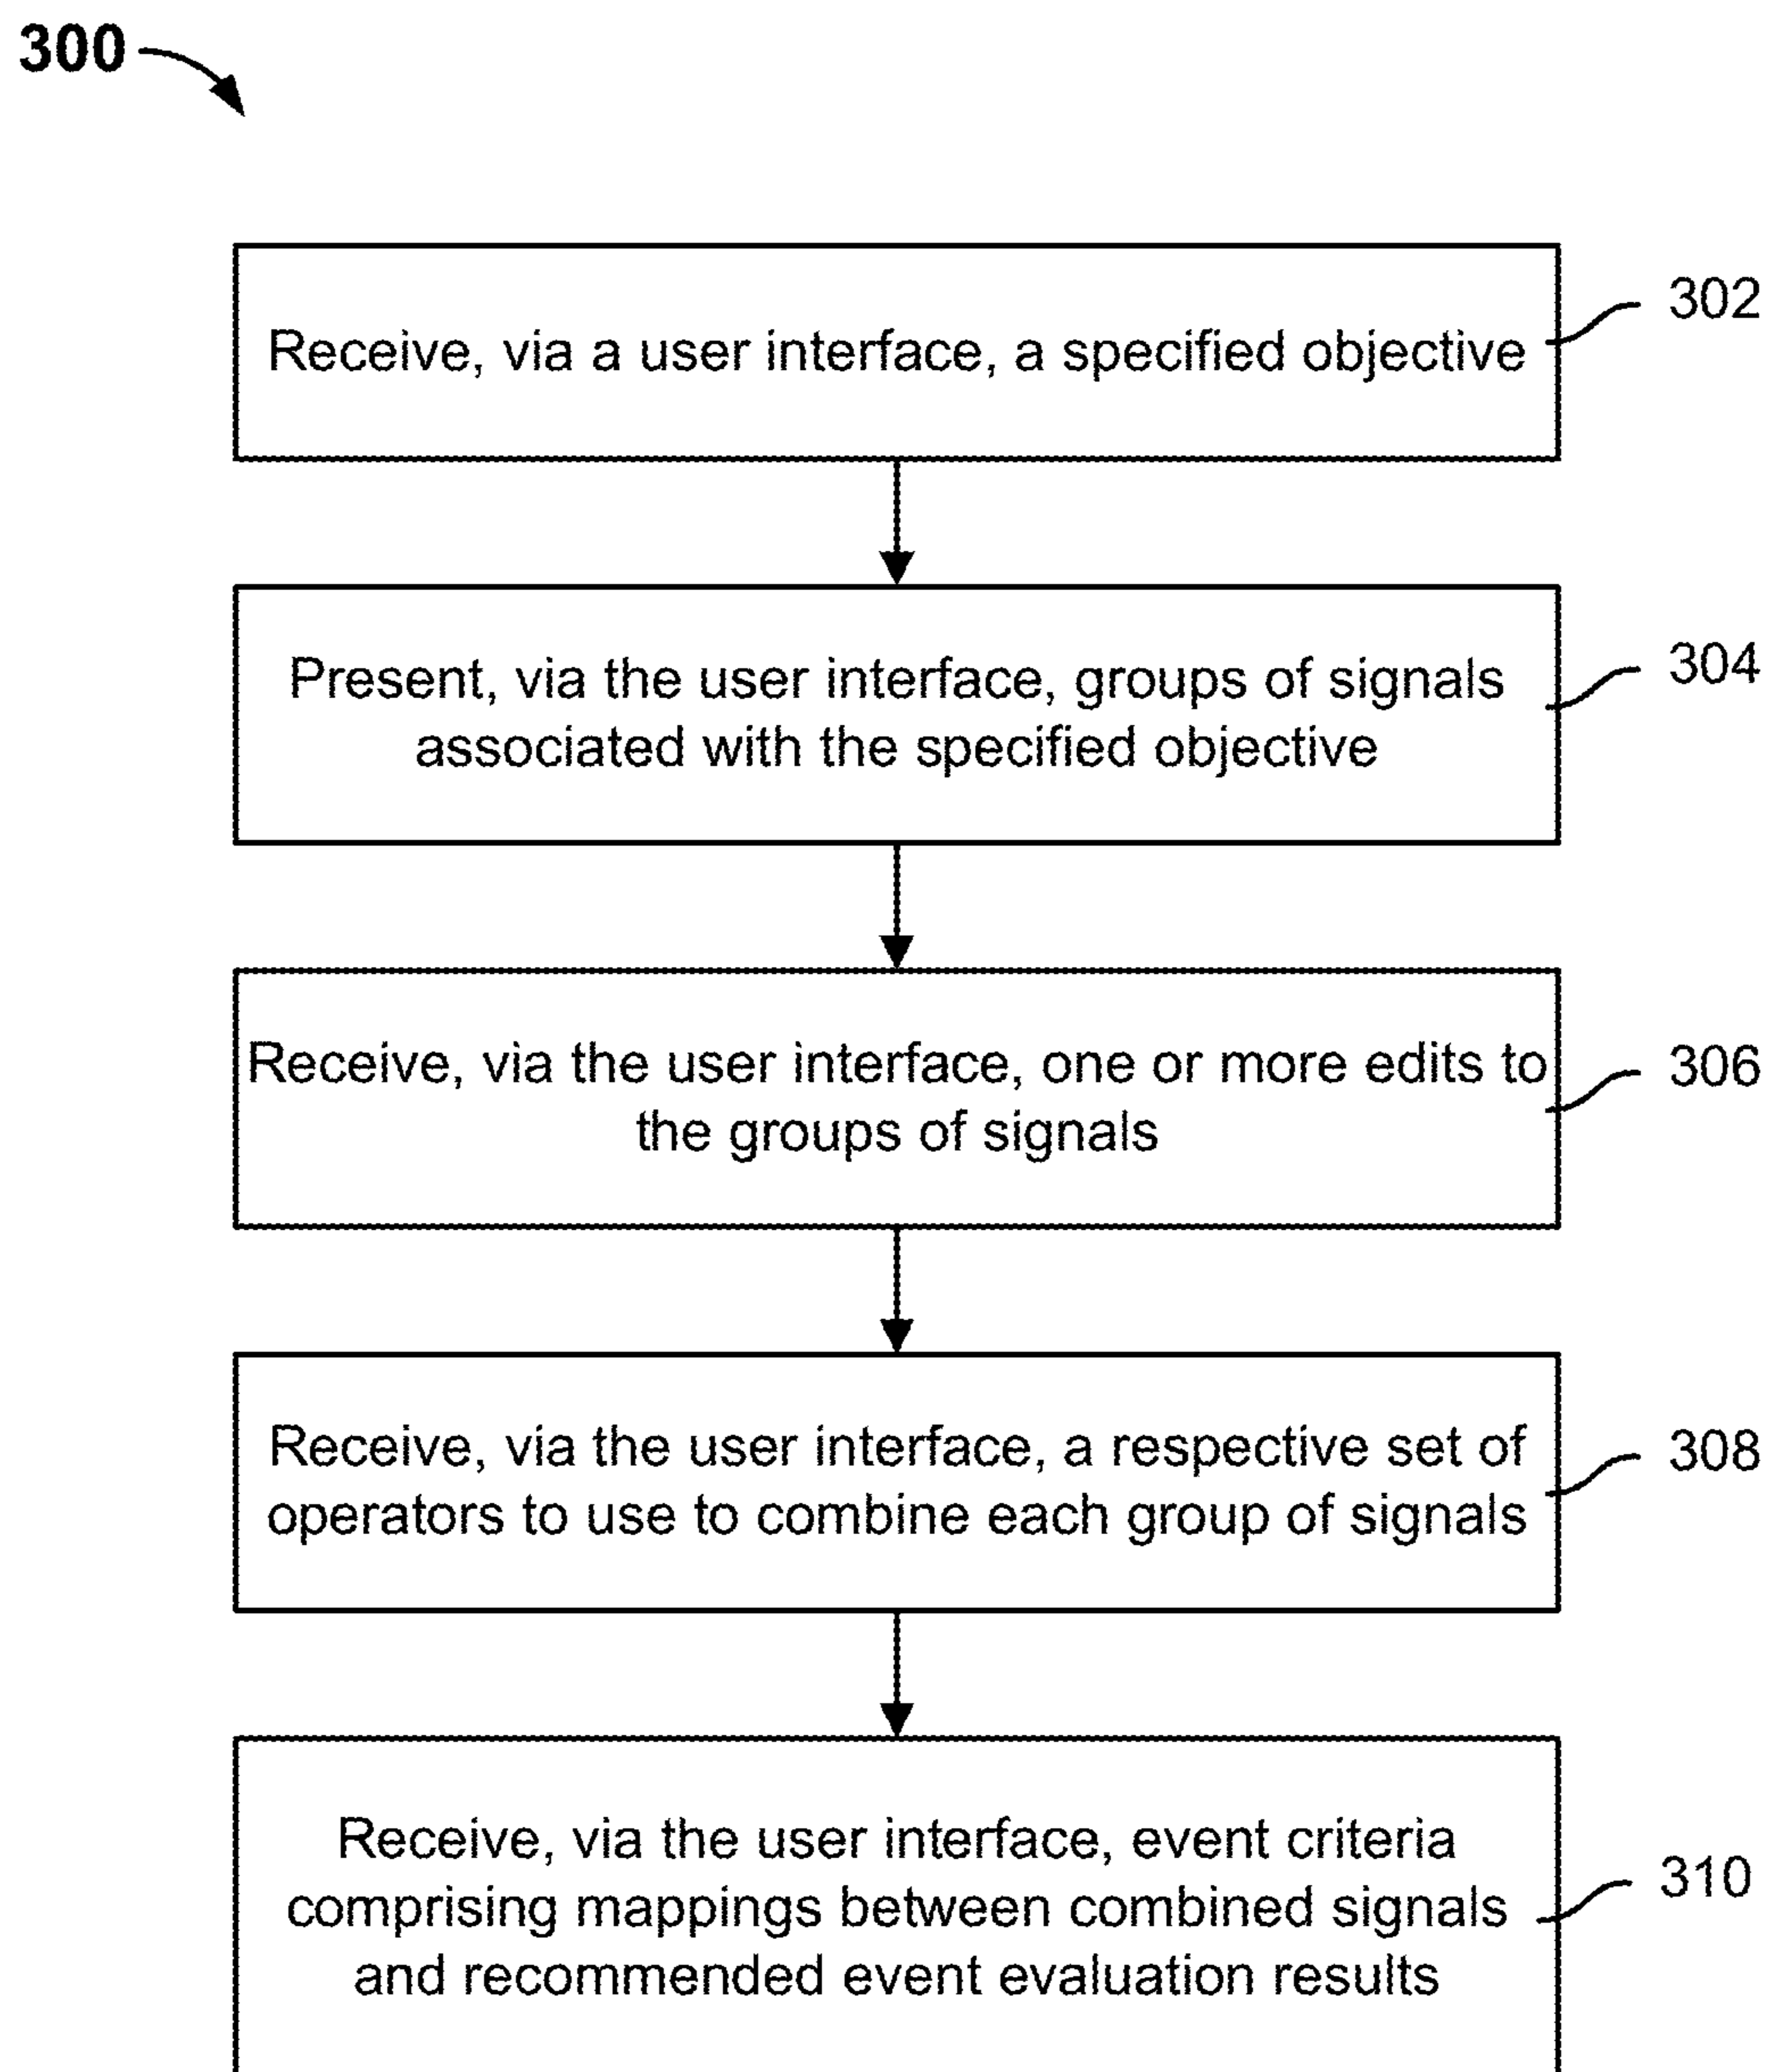 300
Receive, via a user interface, a specified objective
302
Present, via the user interface, groups of signals
associated with the specified objective
304
Receive, via the user interface, one or more edits to
the groups of signals
306
Receive, via the user interface, a respective set of
operators to use to combine each group of signals
308
Receive, via the user interface, event criteria
comprising mappings between combined signals
and recommended event evaluation results
310